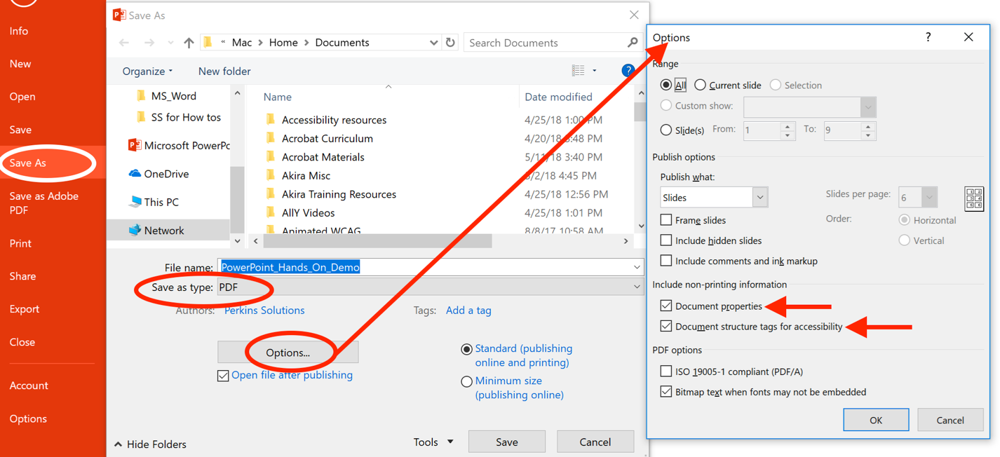 Info
New
Open
Save
Save As
Save as Adobe
PDF
Print
Share
Export
Close
Account
Options
Save As
« Mac > Home > Documents
Search Documents
Organize
New folder
?
MS_Word
SS for How tos
Microsoft PowerPo
OneDrive
This PC
Network
Name Date modified
Accessibility resources 4/25/18 1:00 PM
Acrobat Curriculum 4/20/18 3:48 PM
Acrobat Materials 5/11/18 3:40 PM
Akira Misc /2/18 4:45 PM
Akira Training Resources 4/25/18 12:56 PM
AllY Videos 4/25/18 1:01 PM
Animated WCAG 8/8/17 10:58 AM
File name: PowerPoint_Hands_On_Demo
Save as type: PDF
Authors: Perkins Solutions Tags: Add a tag
Options...
Open file after publishing
Standard (publishing
online and printing)
Minimum size
(publishing online)
Hide Folders
Tools Save Cancel
Options ?
Range
All Current slide Selection
Custom show:
Slide(s) From: 1 To: 9
Publish options
Publish what:
Slides Slides per page: 6
Frame slides Order: Horizontal
Include hidden slides Vertical
Include comments and ink markup
Include non-printing information
Document properties
Document structure tags for accessibility
PDF options
ISO 19005-1 compliant (PDF/A)
Bitmap text when fonts may not be embedded
OK Cancel